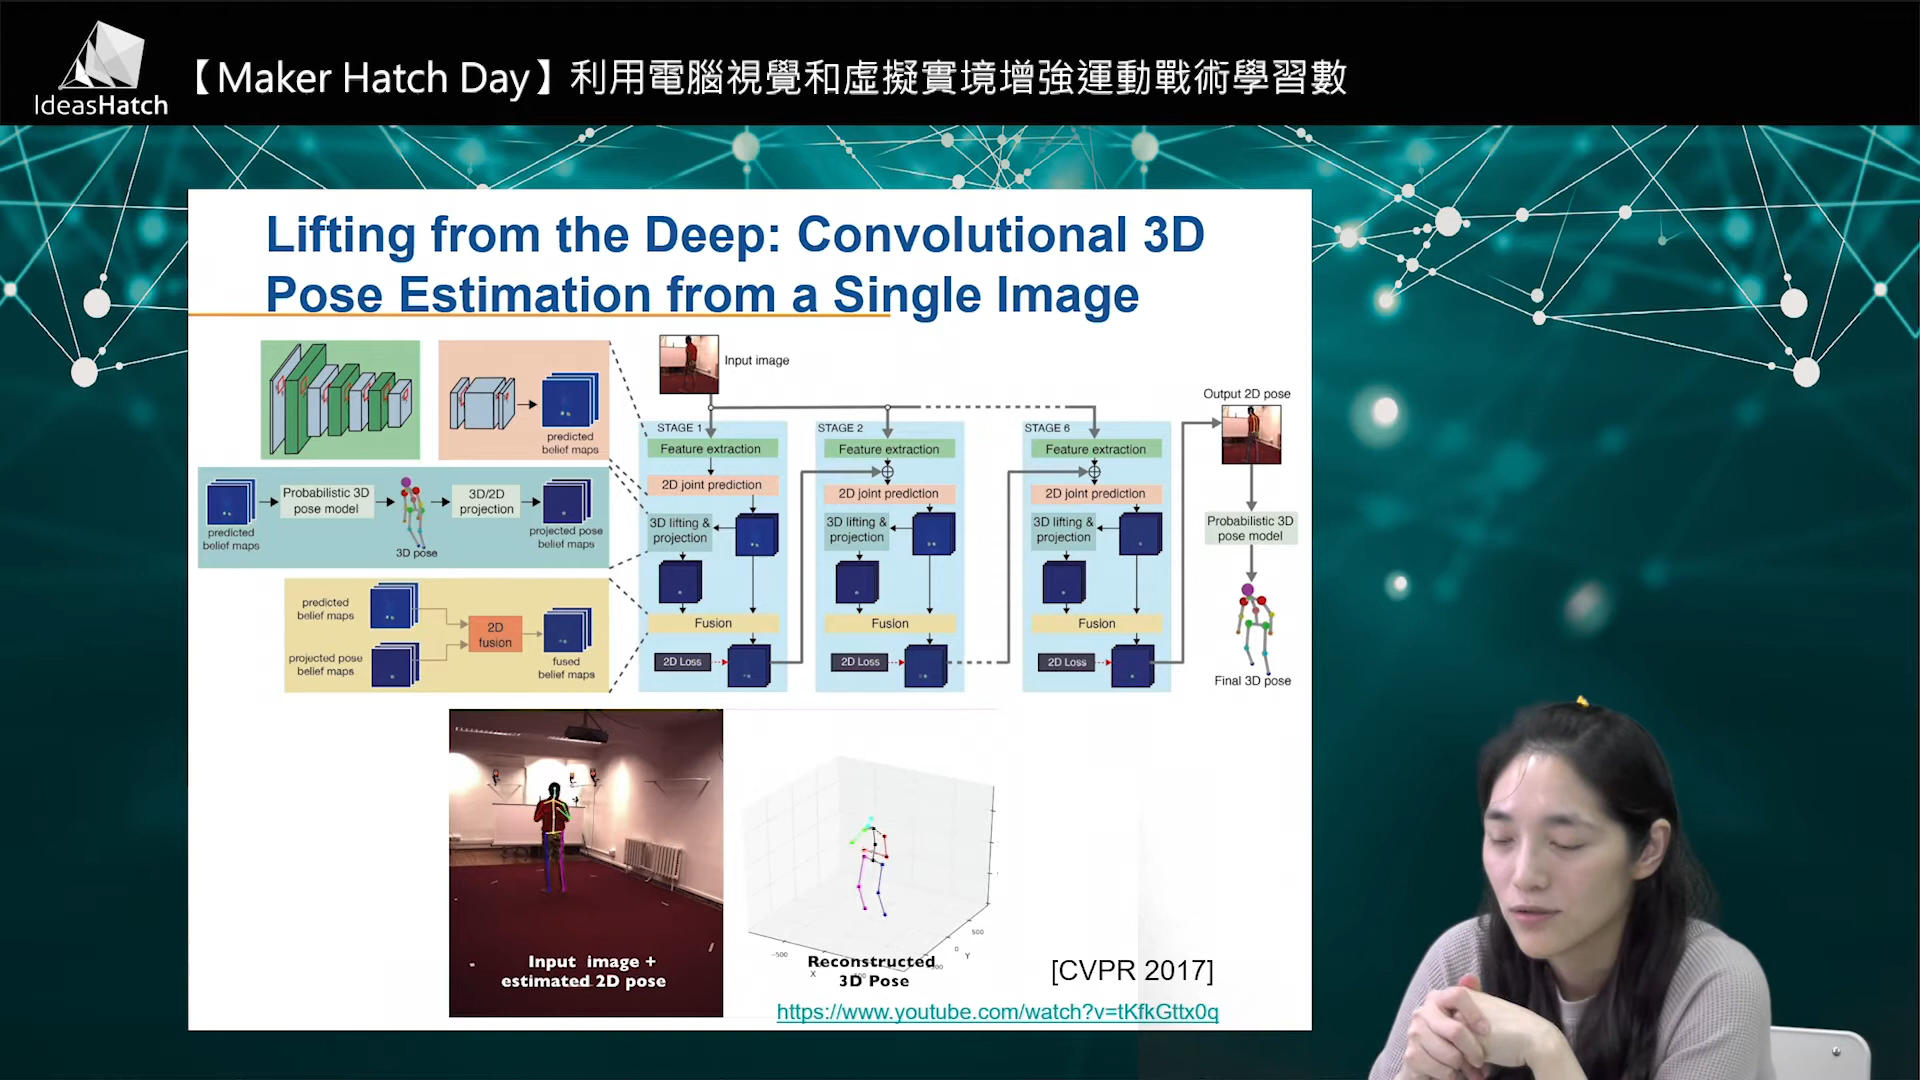 IdeasHatch
【Maker Hatch Day】利用電腦視覺和虛擬實境增強運動戰術學習數
Lifting from the Deep: Convolutional 3D
Pose Estimation from a Single Image
Input image
predicted
belief maps
predicted
belief maps
Probabilistic 3D
pose model
3D pose
3D/2D
projection
projected pose
belief maps
predicted
belief maps
projected pose
belief maps
2D
fusion
fused
belief maps
STAGE 1
Feature extraction
2D joint prediction
3D lifting &
projection
Fusion
2D Loss
STAGE 2
Feature extraction
2D joint prediction
3D lifting &
projection
Fusion
2D Loss
STAGE 6
Feature extraction
2D joint prediction
3D lifting &
projection
Fusion
2D Loss
Output 2D pose
Probabilistic 3D
pose model
Final 3D pose
Input image +
estimated 2D pose
Reconstructed
3D Pose
-500
X
0
500
Y
[CVPR 2017]
https://www.youtube.com/watch?v=tKfkGttx0q